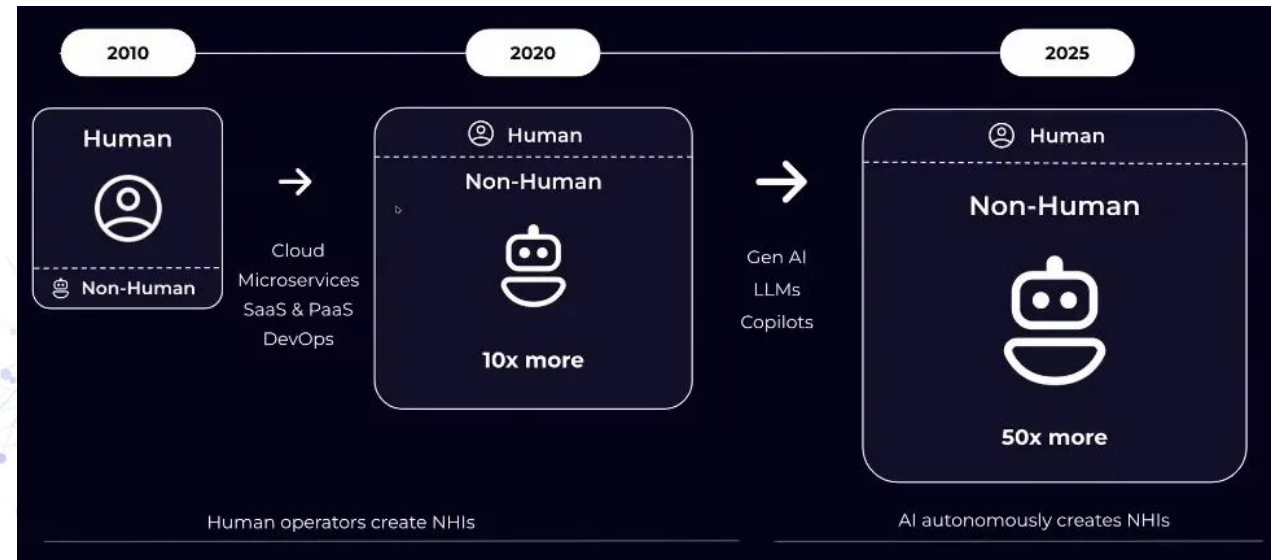 2010
2020
2025
Human
Non-Human
Cloud
Microservices
SaaS & PaaS
DevOps
Human
Non-Human
10x more
Gen AI
LLMs
Copilots
Human
Non-Human
50x more
Human operators create NHIs
AI autonomously creates NHIs